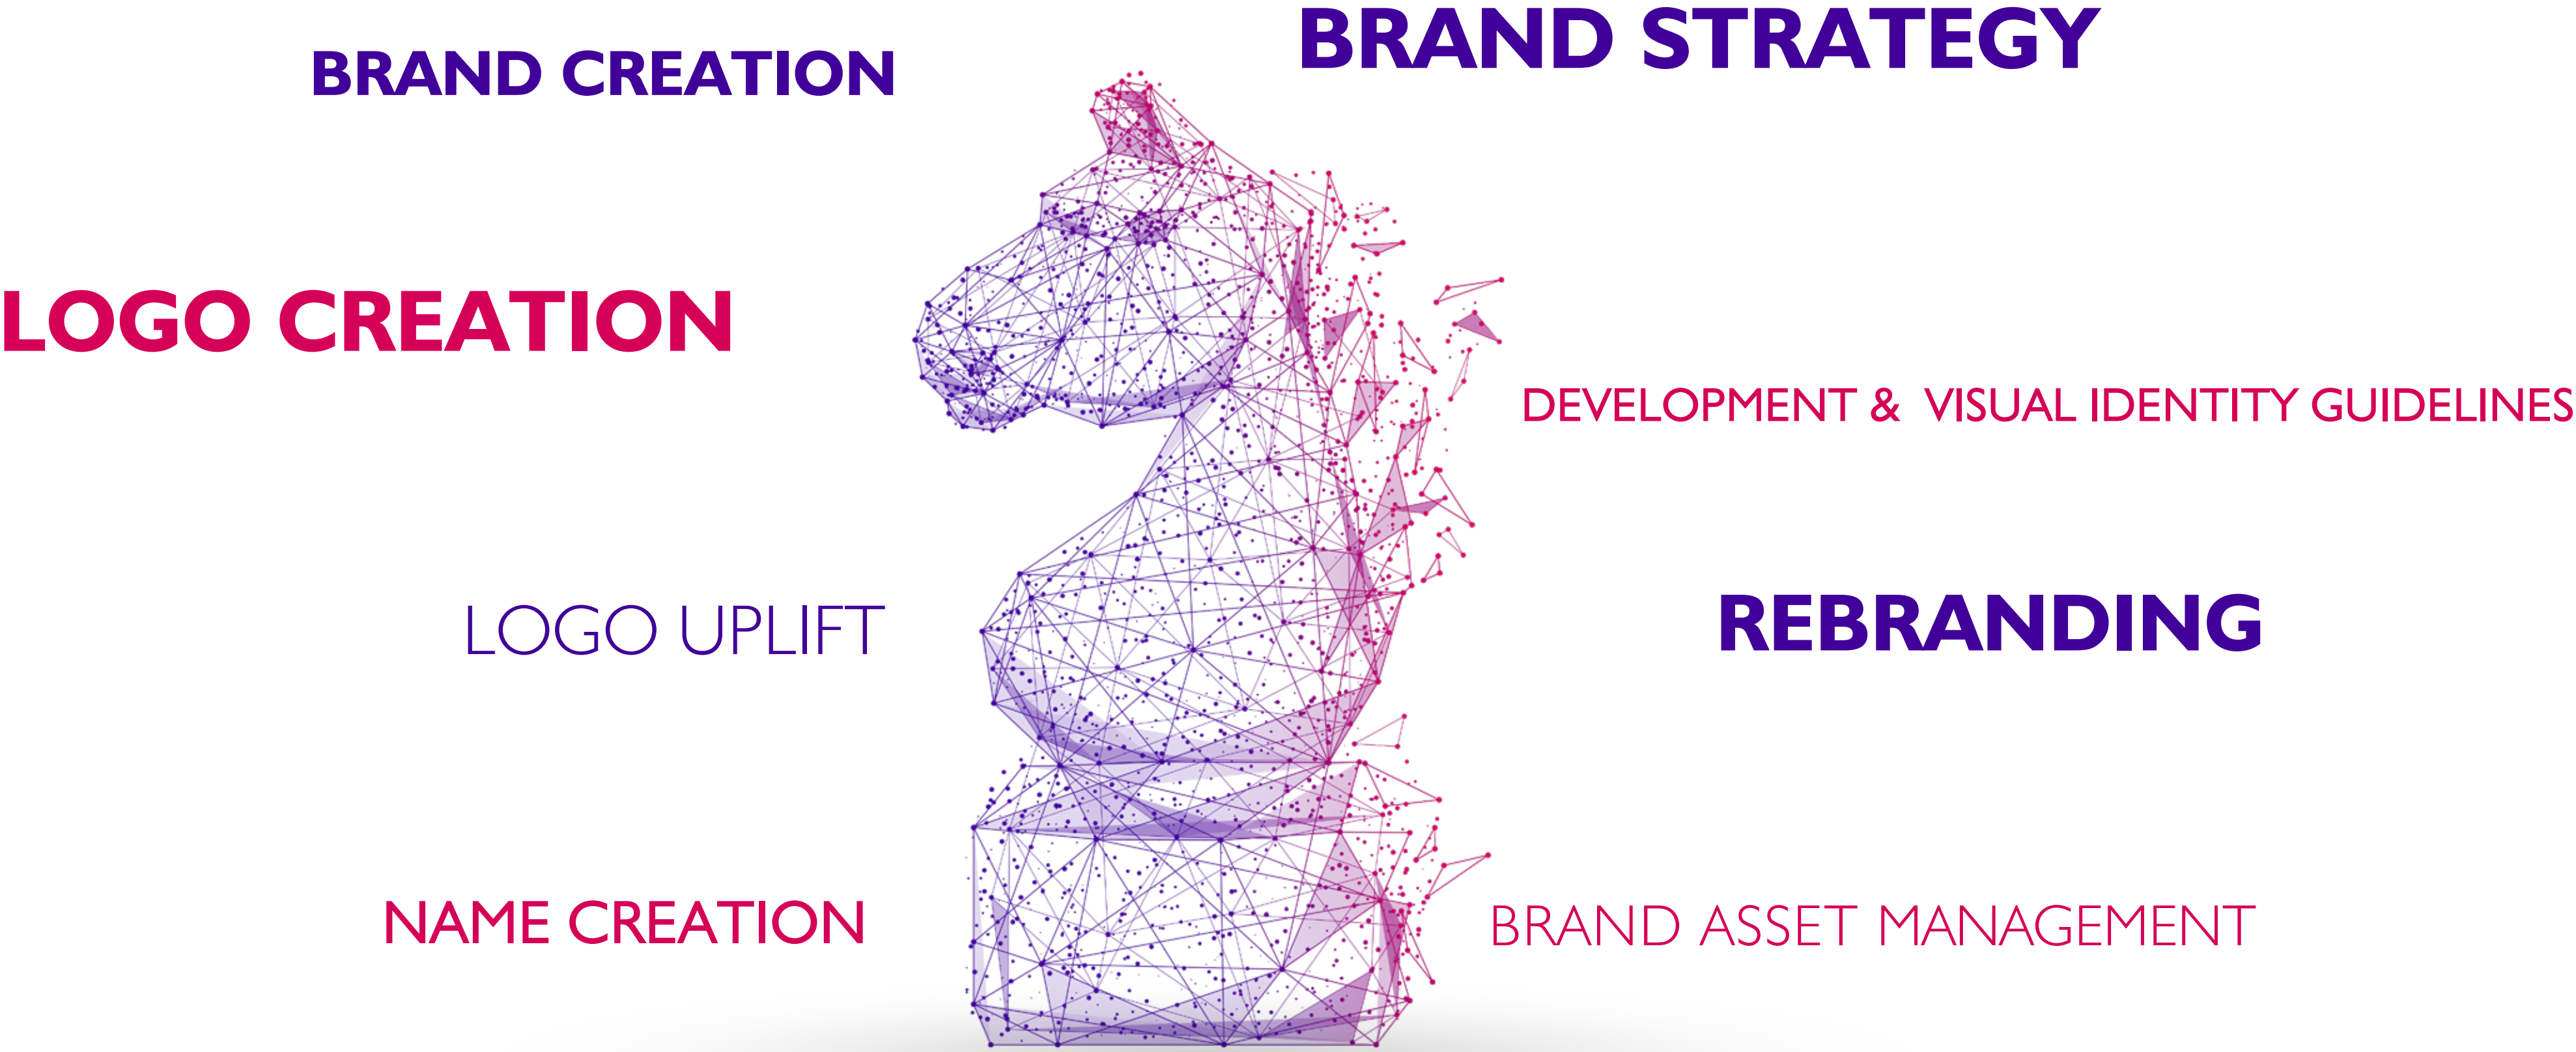 BRAND STRATEGY
BRAND CREATION
LOGO CREATION
DEVELOPMENT & VISUAL IDENTITY GUIDELINES
LOGO UPLIFT
REBRANDING
NAME CREATION
BRAND ASSET MANAGEMENT